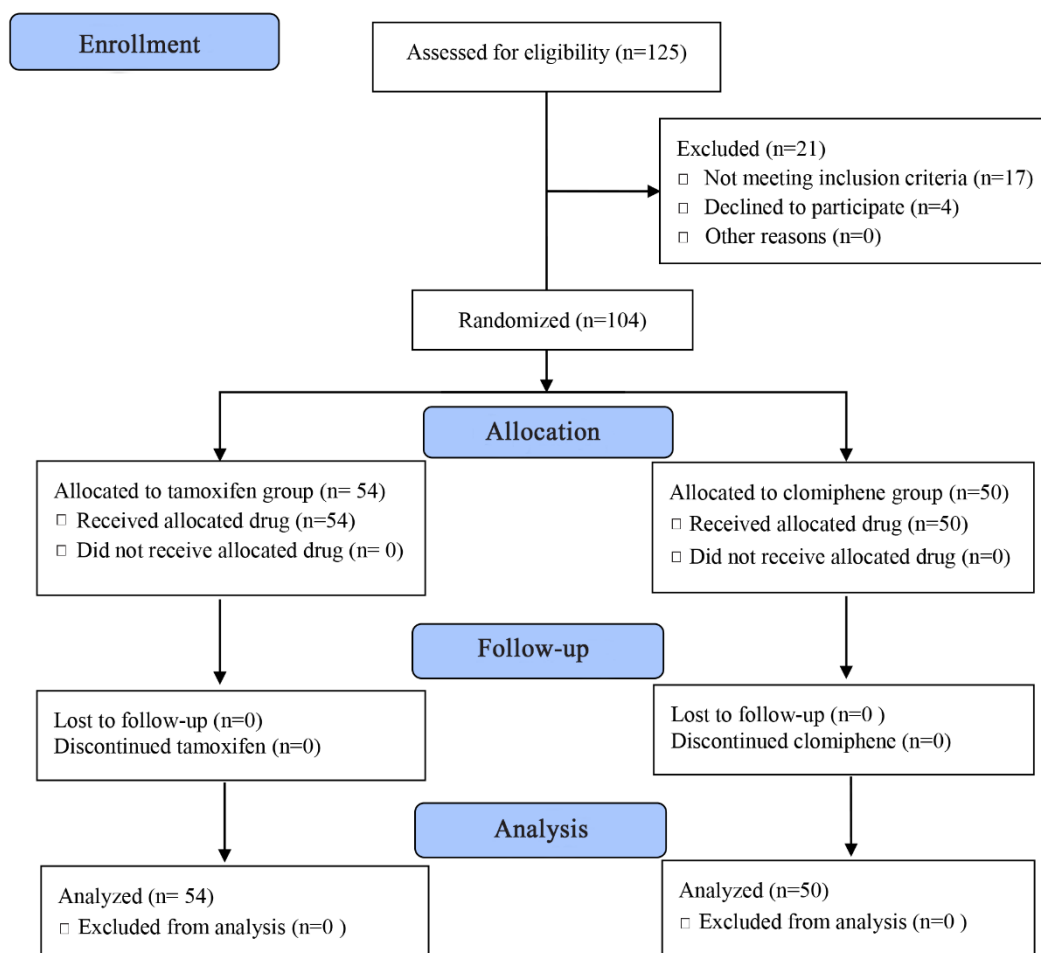 Enrollment
Assessed for eligibility (n=125)
Excluded (n=21)
□ Not meeting inclusion criteria (n=17)
□ Declined to participate (n=4)
□ Other reasons (n=0)
Randomized (n=104)
Allocation
Allocated to tamoxifen group (n= 54)
□ Received allocated drug (n=54)
□ Did not receive allocated drug (n= 0)
Allocated to clomiphene group (n=50)
□ Received allocated drug (n=50)
□ Did not receive allocated drug (n=0)
Follow-up
Lost to follow-up (n=0)
Discontinued tamoxifen (n=0)
Lost to follow-up (n=0 )
Discontinued clomiphene (n=0)
Analysis
Analyzed (n= 54)
□ Excluded from analysis (n=0 )
Analyzed (n=50)
□ Excluded from analysis (n=0 )